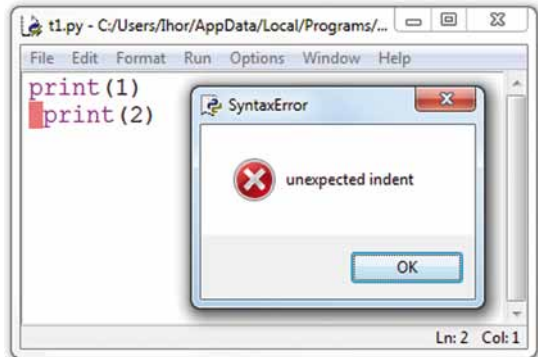 t1.py - C:/Users/Ihor/AppData/Local/Programs/...
File Edit Format Run Options Window Help
print(1)
 print(2)
SyntaxError
unexpected indent
OK
Ln: 2 Col: 1